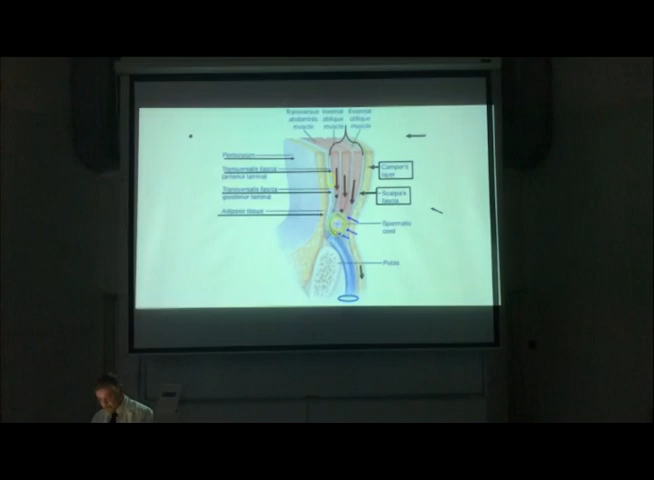 Transversus Internal External
abdominis oblique oblique
muscle muscle muscle
Peritoneum
Transversalis fascia
(anterior lamina)
Transversalis fascia
(posterior lamina)
Adipose tissue
Camper's
layer
Scarpa's
fascia
Spermatic
cord
Pubis